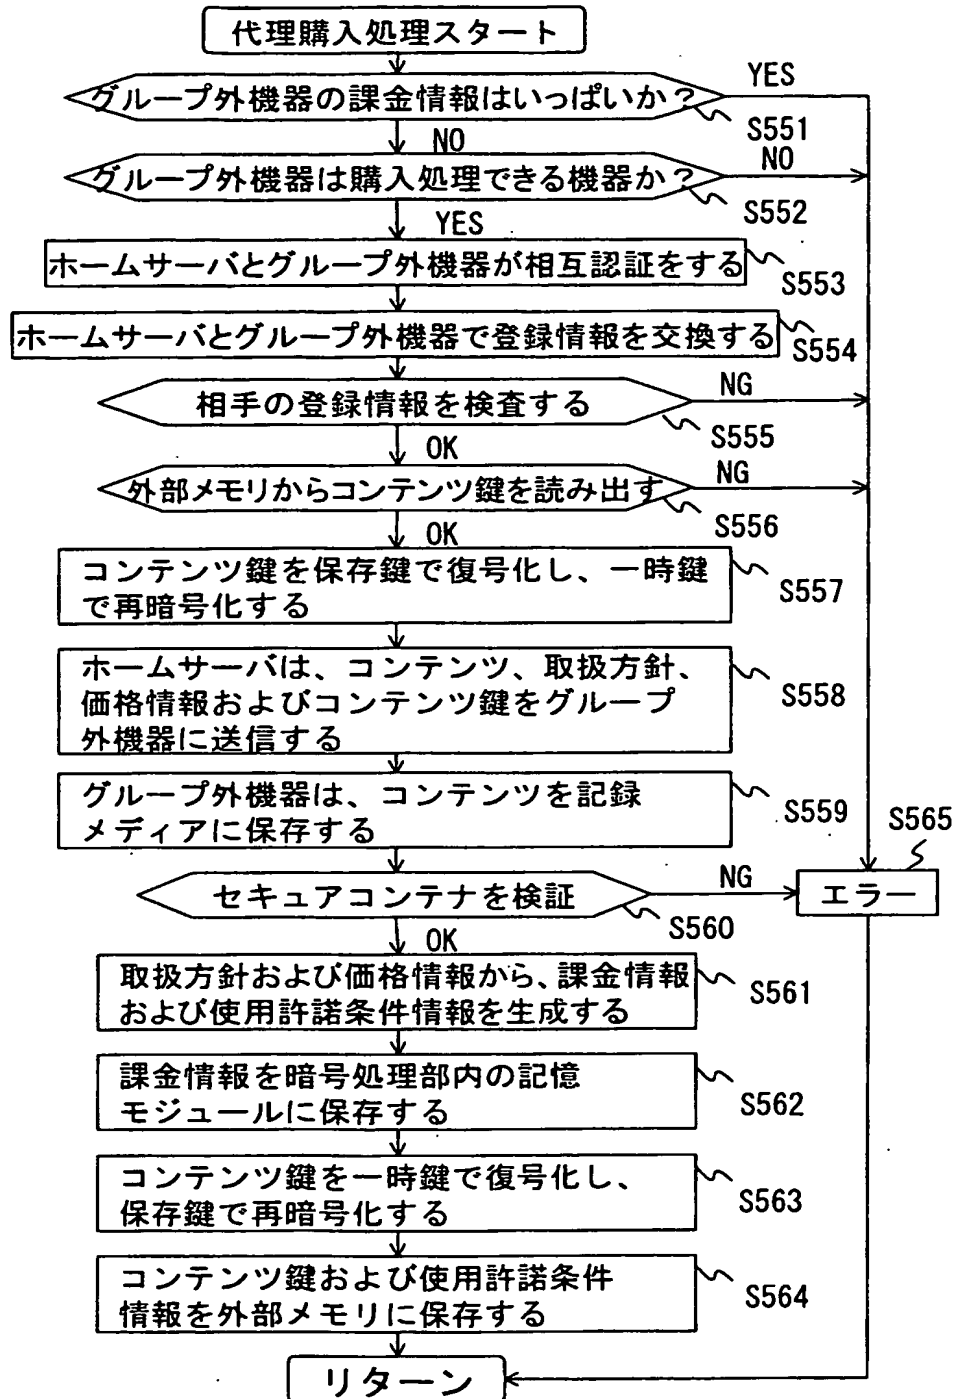 代理購入処理スタート
グループ外機器の課金情報はいっぱいか?
YES
S551
NO
グループ外機器は購入処理できる機器か?
NO
S552
YES
ホームサーバとグループ外機器が相互認証をする
S553
ホームサーバとグループ外機器で登録情報を交換する
S554
相手の登録情報を検査する
NG
S555
OK
外部メモリからコンテンツ鍵を読み出す
NG
S556
OK
コンテンツ鍵を保存鍵で復号化し、一時鍵
で再暗号化する
S557
ホームサーバは、コンテンツ、取扱方針、
価格情報およびコンテンツ鍵をグループ
外機器に送信する
S558
グループ外機器は、コンテンツを記録
メディアに保存する
S559
S565
エラー
セキュアコンテナを検証
NG
S560
OK
取扱方針および価格情報から、課金情報
および使用許諾条件情報を生成する
S561
課金情報を暗号処理部内の記憶
モジュールに保存する
S562
コンテンツ鍵を一時鍵で復号化し、
保存鍵で再暗号化する
S563
コンテンツ鍵および使用許諾条件
情報を外部メモリに保存する
S564
リターン